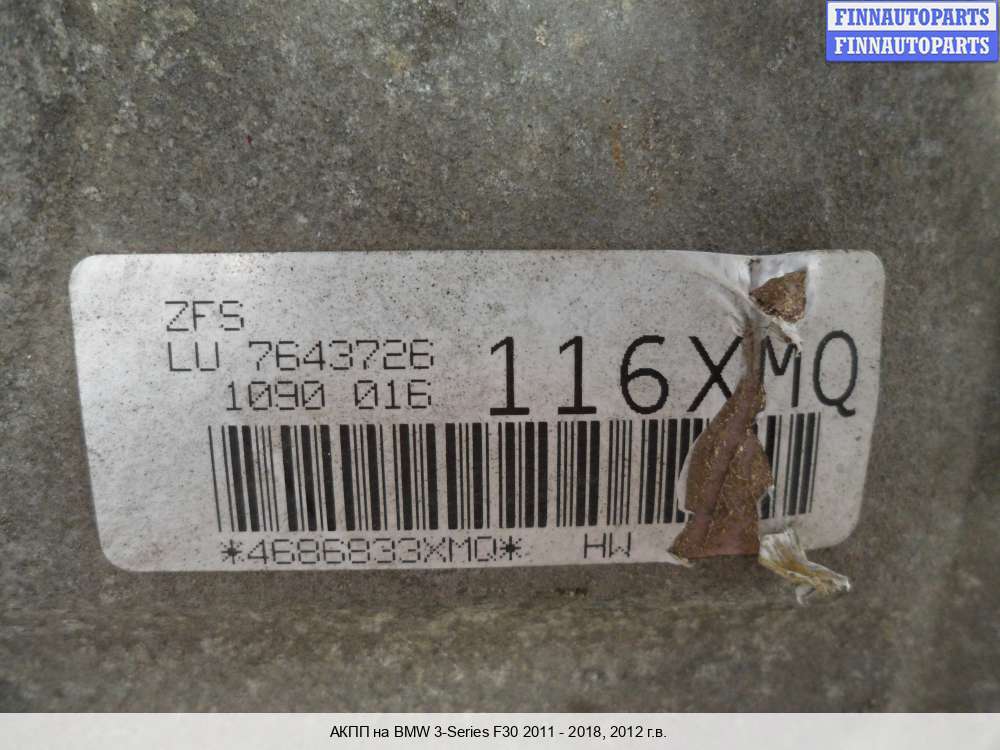 FINNAUTOPARTS
FINNAUTOPARTS
ZFS
LU 7643726
1090 016
116XMQ
*4686833XMQ* HW
АКПП на BMW 3-Series F30 2011 - 2018, 2012 г.в.